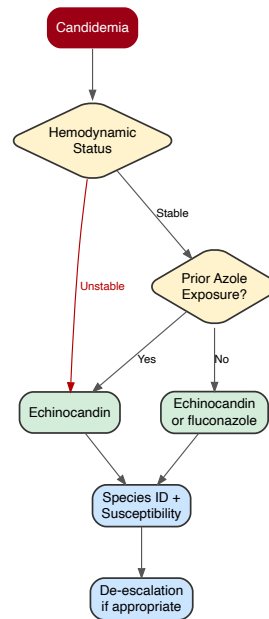 Candidemia
Hemodynamic
Status
Stable
Unstable
Prior Azole
Exposure?
Yes
No
Echinocandin
Echinocandin
or fluconazole
Species ID +
Susceptibility
De-escalation
if appropriate